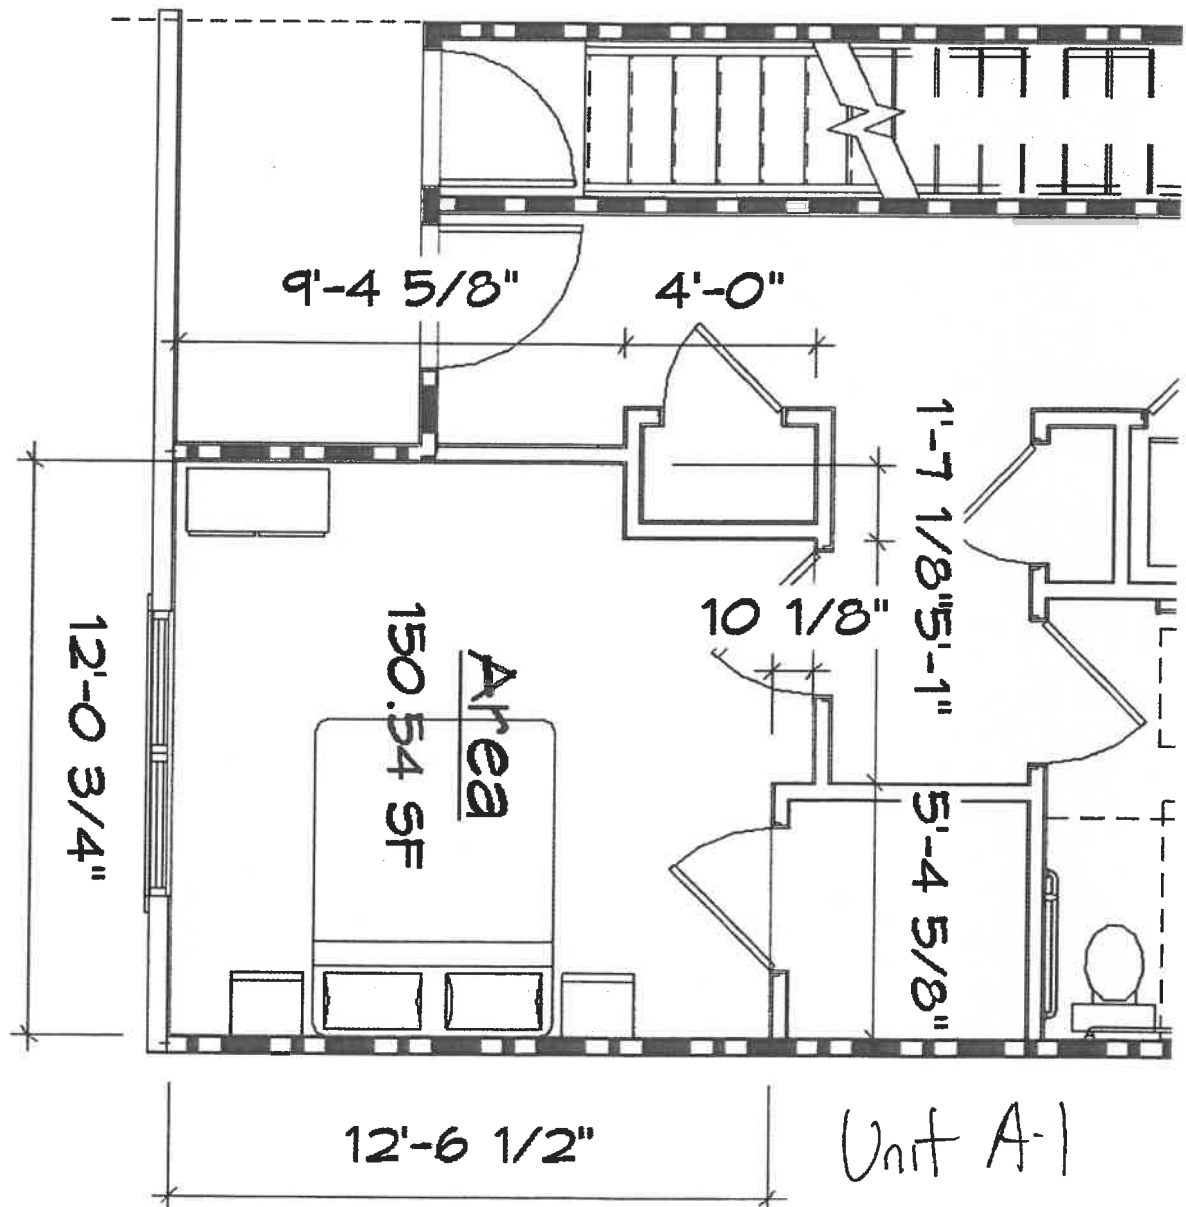 9'-4 5/8"
4'-0"
1'-7 1/8"
5'-1"
10 1/8"
Area
150.54 SF
12'-0 3/4"
5'-4 5/8"
12'-6 1/2"
Unit A-1